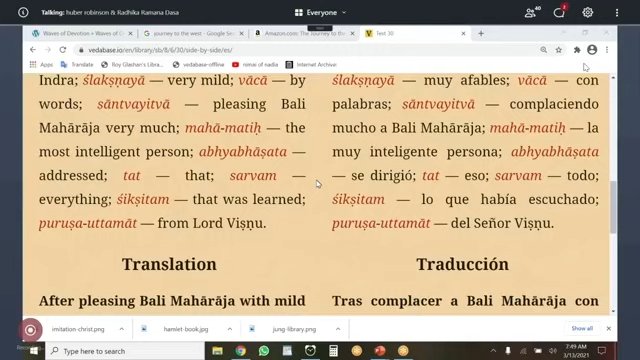 Talking: huber robinson & Radhika Ramana Dasa
Everyone
40
2
Waves of Devotion + Waves of G
journey to the west - Google Sea
Amazon.com: The Journey to the
Text 30
vedabase.io/en/library/sb/8/6/30/side-by-side/es/
Apps
Roy Glashan's Library
vedabase-offline
nimai of nadia
Internet Archive
Indra; ślakṣṇayā — very mild; vācā — by
words; sāntvayitvā — pleasing Bali
Mahārāja very much; mahā-matiḥ — the
most intelligent person; abhyabhāṣata —
addressed; tat — that; sarvam —
everything; śikṣitam — that was learned;
puruṣa-uttamāt — from Lord Viṣṇu.
Translation
After pleasing Bali Mahārāja with mild
ślakṣṇayā — muy afables; vācā — con
palabras; sāntvayitvā — complaciendo
mucho a Bali Mahārāja; mahā-matiḥ — la
muy inteligente persona; abhyabhāṣata
— se dirigió; tat — eso; sarvam — todo;
śikṣitam — lo que había escuchado;
puruṣa-uttamāt — del Señor Viṣṇu.
Traducción
Tras complacer a Bali Mahārāja con
imitation-christ.png
hamlet-book.jpg
jung-library.png
Show all
Recording
Type here to search
7:49 AM
3/13/2021